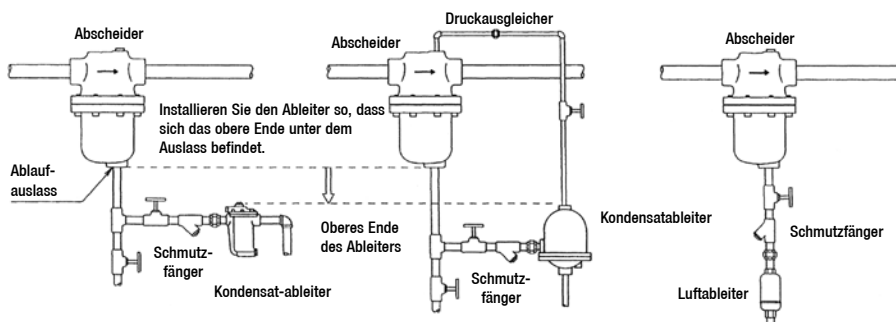 Abscheider
Installieren Sie den Ableiter so, dass
sich das obere Ende unter dem
Auslass befindet.
Ablauf-
auslass
Schmutz-
fänger
Kondensat-ableiter
Druckausgleicher
Abscheider
Oberes Ende
des Ableiters
Schmutz-
fänger
Kondensatableiter
Abscheider
Schmutzfänger
Luftableiter